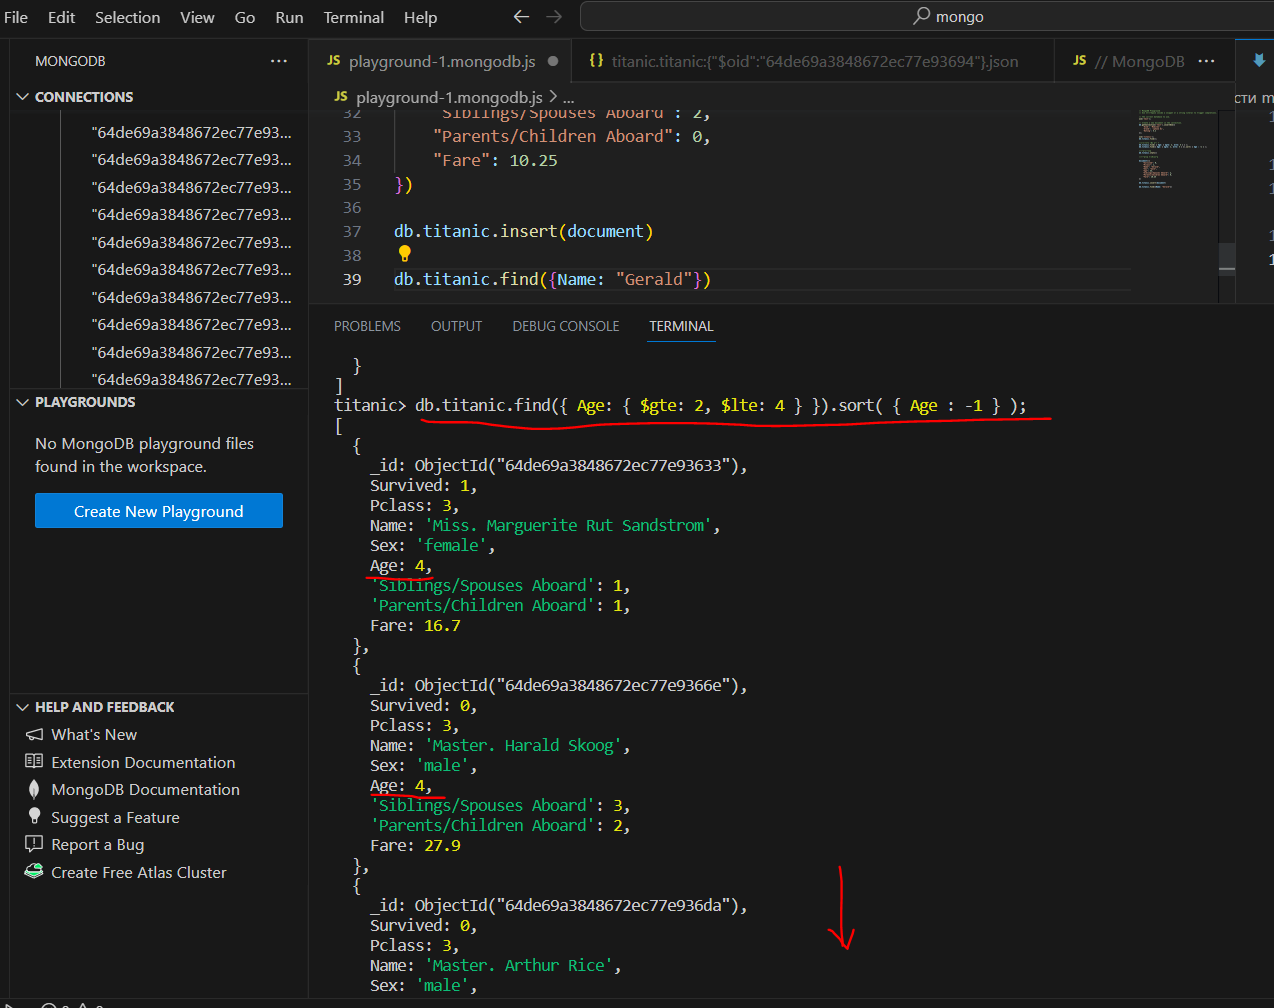 File Edit Selection View Go Run Terminal Help
mongo
MONGODB
CONNECTIONS
"64de69a3848672ec77e93...
"64de69a3848672ec77e93...
"64de69a3848672ec77e93...
"64de69a3848672ec77e93...
"64de69a3848672ec77e93...
"64de69a3848672ec77e93...
"64de69a3848672ec77e93...
"64de69a3848672ec77e93...
"64de69a3848672ec77e93...
"64de69a3848672ec77e93...
PLAYGROUNDS
No MongoDB playground files
found in the workspace.
Create New Playground
HELP AND FEEDBACK
What's New
Extension Documentation
MongoDB Documentation
Suggest a Feature
Report a Bug
Create Free Atlas Cluster
JS playground-1.mongodb.js
{} titanic.titanic:{"$oid":"64de69a3848672ec77e93694"}.json
JS // MongoDB ...
JS playground-1.mongodb.js > ...
сти
32 Siblings/Spouses Aboard : 2,
33 "Parents/Children Aboard": 0,
34 "Fare": 10.25
35 })
36
37 db.titanic.insert(document)
38
39 db.titanic.find({Name: "Gerald"})
PROBLEMS OUTPUT DEBUG CONSOLE TERMINAL
}
]
titanic> db.titanic.find({ Age: { $gte: 2, $lte: 4 } }).sort( { Age : -1 } );
[
{
_id: ObjectId("64de69a3848672ec77e93633"),
Survived: 1,
Pclass: 3,
Name: 'Miss. Marguerite Rut Sandstrom',
Sex: 'female',
Age: 4,
'Siblings/Spouses Aboard': 1,
'Parents/Children Aboard': 1,
Fare: 16.7
},
{
_id: ObjectId("64de69a3848672ec77e9366e"),
Survived: 0,
Pclass: 3,
Name: 'Master. Harald Skoog',
Sex: 'male',
Age: 4,
'Siblings/Spouses Aboard': 3,
'Parents/Children Aboard': 2,
Fare: 27.9
},
{
_id: ObjectId("64de69a3848672ec77e936da"),
Survived: 0,
Pclass: 3,
Name: 'Master. Arthur Rice',
Sex: 'male',